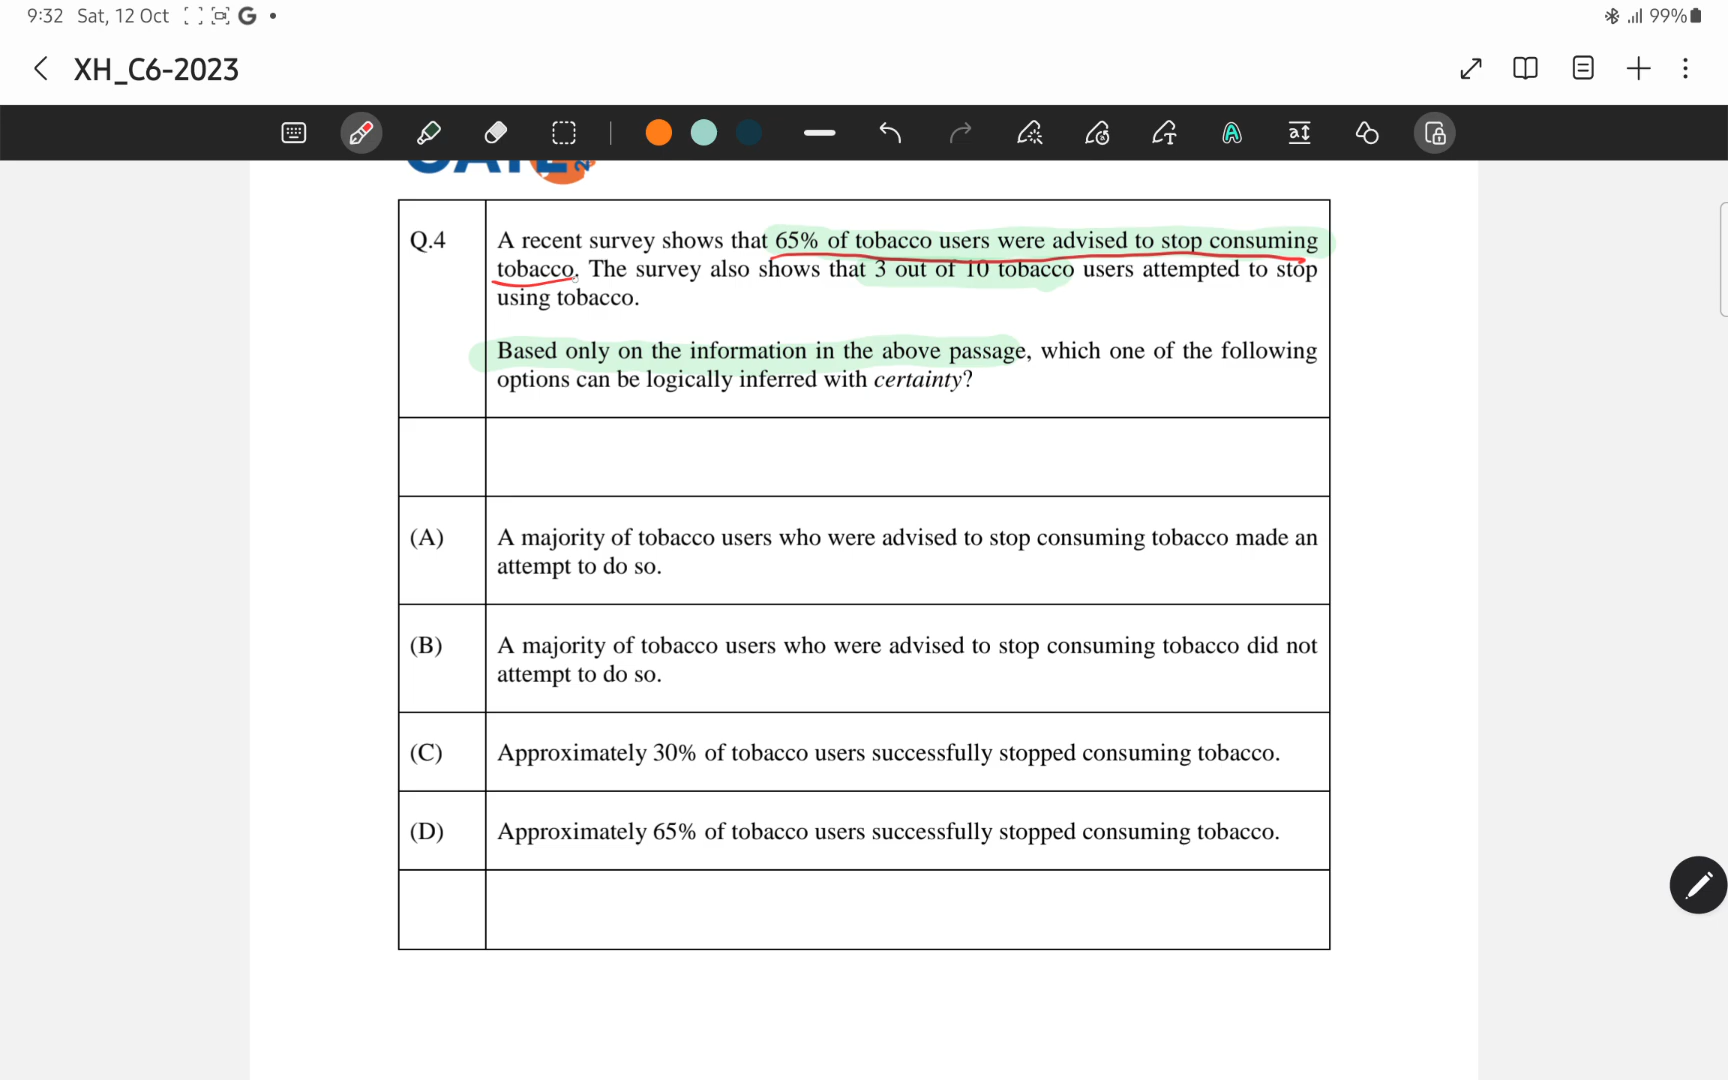 9:32 Sat, 12 Oct G
99%
XH_C6-2023
Q.4 A recent survey shows that 65% of tobacco users were advised to stop consuming
tobacco. The survey also shows that 3 out of 10 tobacco users attempted to stop
using tobacco.
Based only on the information in the above passage, which one of the following
options can be logically inferred with certainty?
(A) A majority of tobacco users who were advised to stop consuming tobacco made an
attempt to do so.
(B) A majority of tobacco users who were advised to stop consuming tobacco did not
attempt to do so.
(C) Approximately 30% of tobacco users successfully stopped consuming tobacco.
(D) Approximately 65% of tobacco users successfully stopped consuming tobacco.